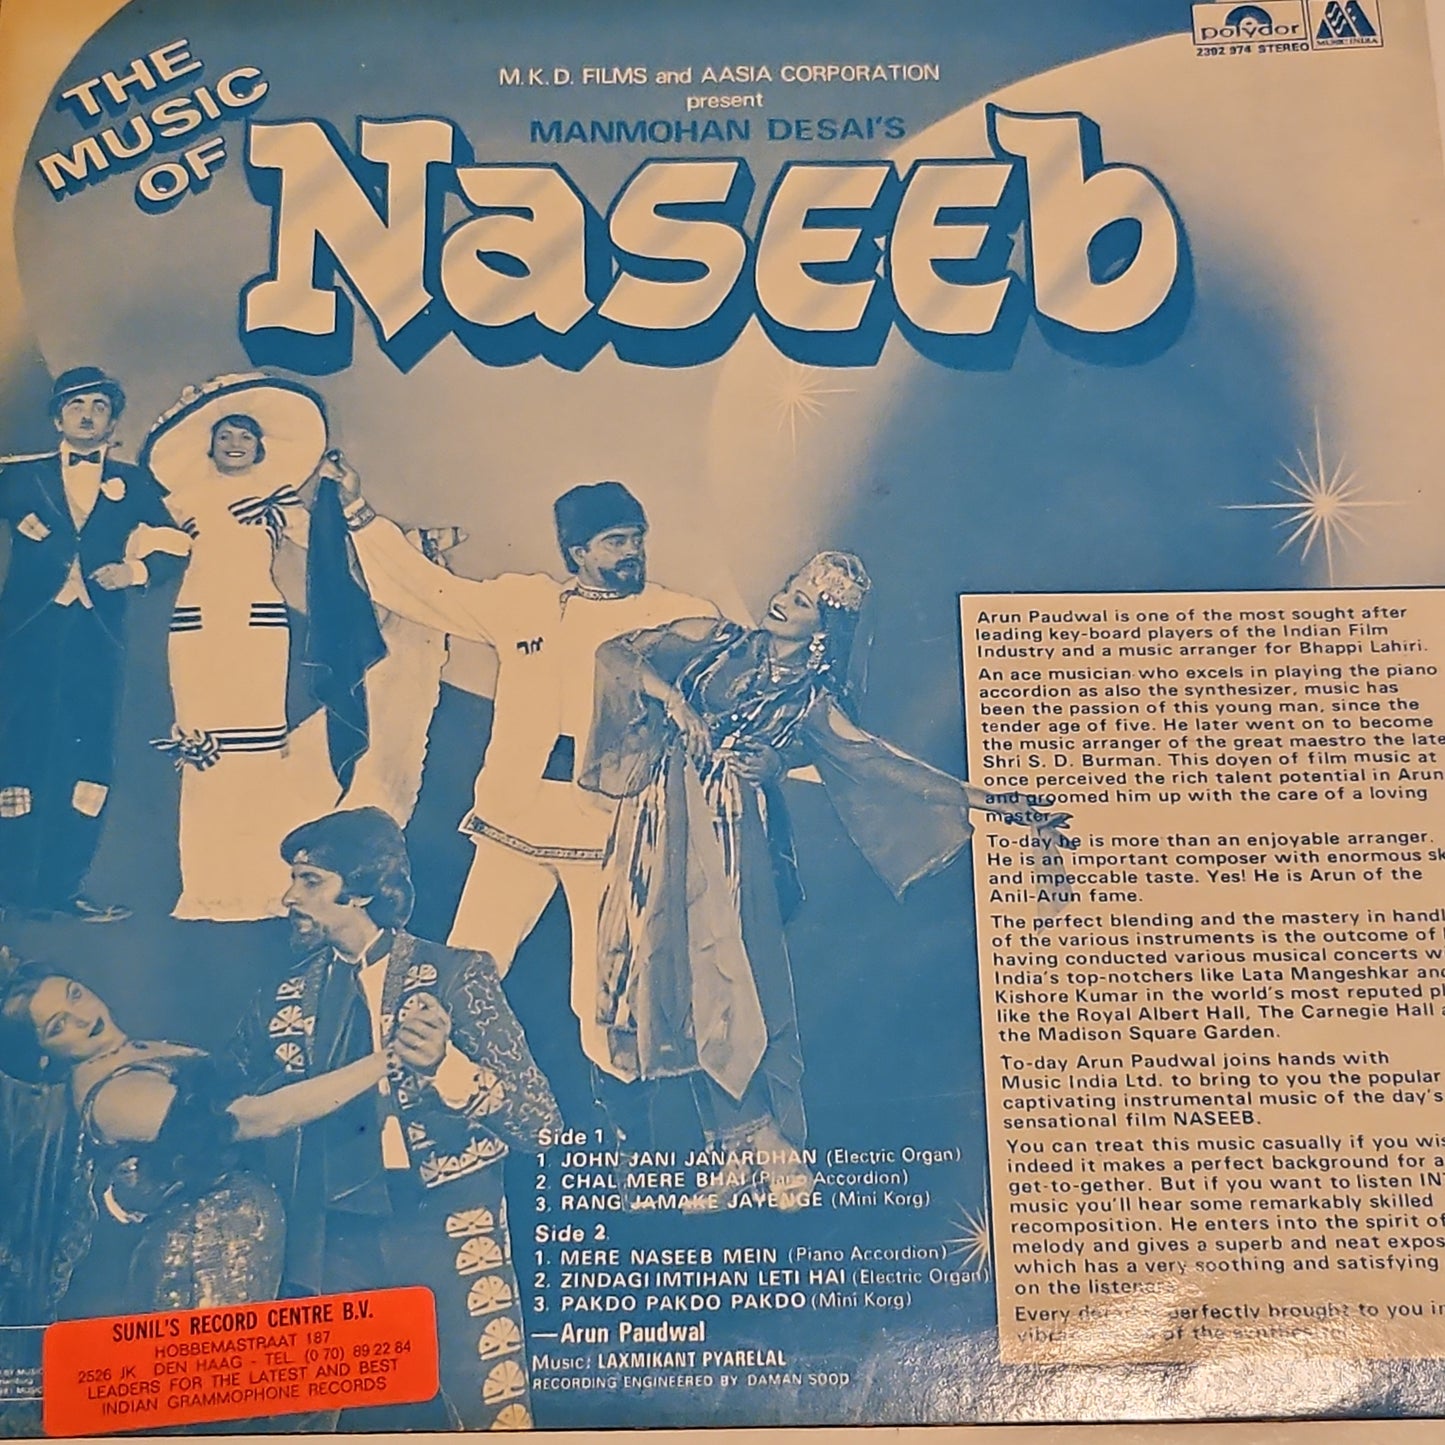 THE
MUSIC
OF
M.K.D. FILMS and AASIA CORPORATION
present
MANMOHAN DESAI'S
Naseeb
polydor
MUSIC INDIA
2392 974 STEREO
Arun Paudwal is one of the most sought after
leading key-board players of the Indian Film
Industry and a music arranger for Bhappi Lahiri.
An ace musician who excels in playing the piano
accordion as also the synthesizer, music has
been the passion of this young man, since the
tender age of five. He later went on to become
the music arranger of the great maestro the late
Shri S. D. Burman. This doyen of film music at
once perceived the rich talent potential in Arun
and groomed him up with the care of a loving
master.
To-day he is more than an enjoyable arranger.
He is an important composer with enormous sk
and impeccable taste. Yes! He is Arun of the
Anil-Arun fame.
The perfect blending and the mastery in handl
of the various instruments is the outcome of
having conducted various musical concerts w
India's top-notchers like Lata Mangeshkar and
Kishore Kumar in the world's most reputed pl
like the Royal Albert Hall, The Carnegie Hall
the Madison Square Garden.
To-day Arun Paudwal joins hands with
Music India Ltd. to bring to you the popular
captivating instrumental music of the day's
sensational film NASEEB.
You can treat this music casually if you wis
indeed it makes a perfect background for a
get-to-gether. But if you want to listen IN
music you'll hear some remarkably skilled
recomposition. He enters into the spirit of
melody and gives a superb and neat expos
which has a very soothing and satisfying
on the listeners
Every perfectly brought to you in
of the
Side 1
1. JOHN JANI JANARDHAN (Electric Organ)
2. CHAL MERE BHAI (Piano Accordion)
3. RANG JAMAKE JAYENGE (Mini Korg)
Side 2
1. MERE NASEEB MEIN (Piano Accordion)
2. ZINDAGI IMTIHAN LETI HAI (Electric Organ)
3. PAKDO PAKDO PAKDO (Mini Korg)
—Arun Paudwal
MUSIC: LAXMIKANT PYARELAL
RECORDING ENGINEERED BY DAMAN SOOD
SUNIL'S RECORD CENTRE B.V.
HOBBEMASTRAAT 187
2526 JK DEN HAAG - TEL (0 70) 89 22 84
LEADERS FOR THE LATEST AND BEST
INDIAN GRAMMOPHONE RECORDS